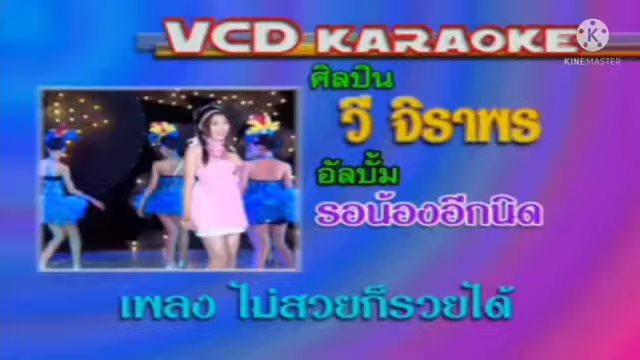 VCD KARAOKE
KINEMASTER
ศิลปิน
วี จิราพร
อัลบั้ม
รอน้องอีกนิด
เพลง ไม่สวยก็รวยได้